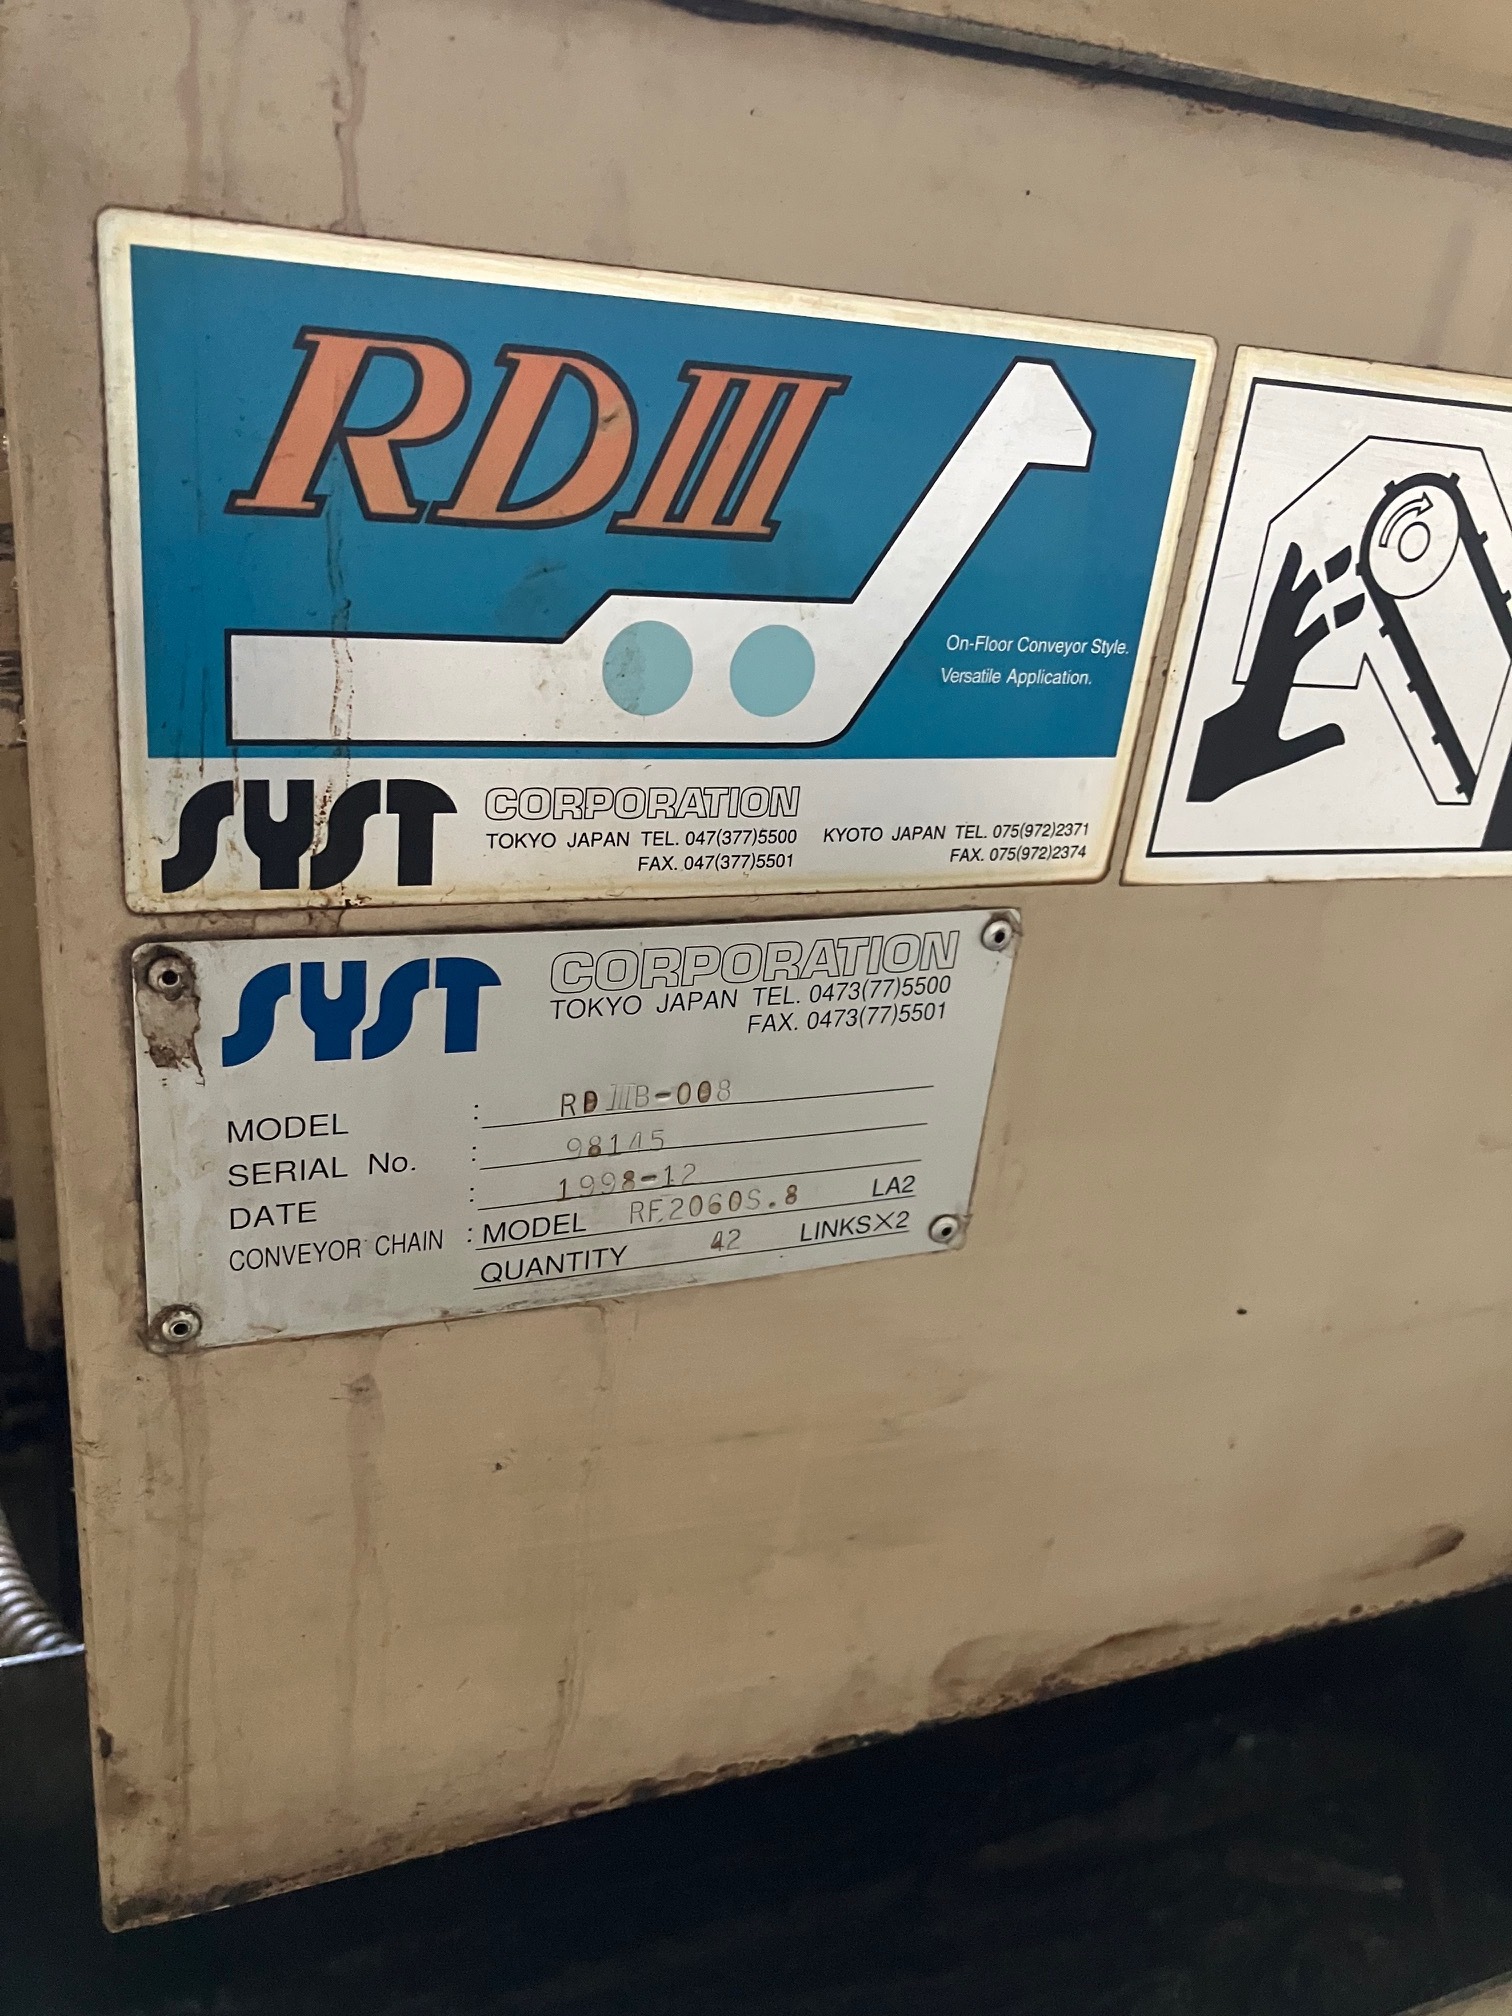 RDIII
On-Floor Conveyor Style.
Versatile Application.
SYST CORPORATION
TOKYO JAPAN TEL. 047(377)5500 KYOTO JAPAN TEL. 075(972)2371
FAX. 047(377)5501 FAX. 075(972)2374
SYST CORPORATION
TOKYO JAPAN TEL. 0473(77)5500
FAX. 0473(77)5501
MODEL : RDIIIB-008
SERIAL No. : 98145
DATE : 1998-12
CONVEYOR CHAIN : MODEL RF2060S.8 LA2
QUANTITY 42 LINKS×2